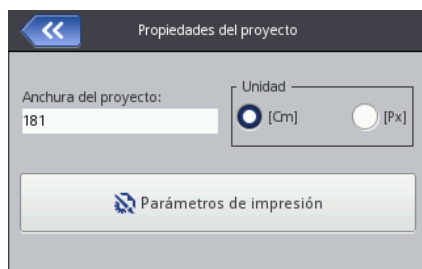 Propiedades del proyecto
Anchura del proyecto:
181
Unidad
[Cm]
[Px]
Parámetros de impresión